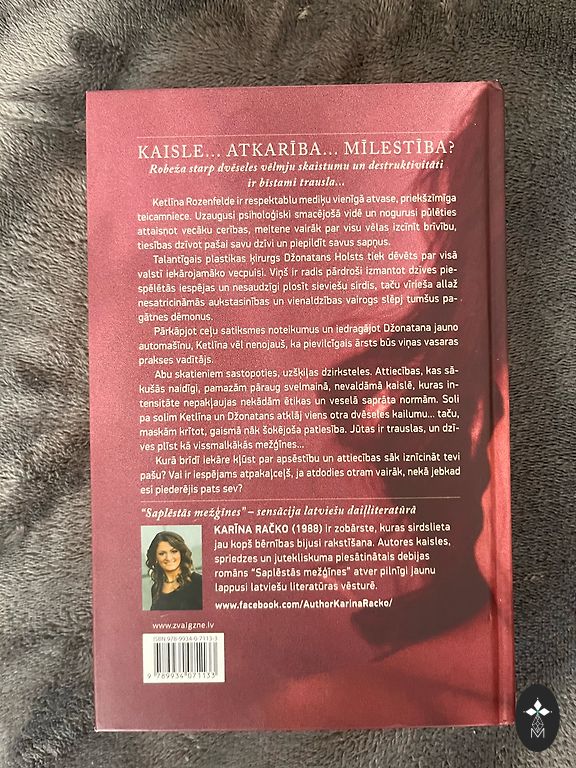 KAISLE... ATKARĪBA... MĪLESTĪBA?
Robeža starp dvēseles vēlmju skaistumu un destruktivitāti
ir bīstami trausla...
Ketlīna Rozenfelde ir respektablu mediķu vienīgā atvase, priekšzīmīga
teicamniece. Uzaugusi psiholoģiski smacējošā vidē un nogurusi pūlēties
attaisnot vecāku cerības, meitene vairāk par visu vēlas izcīnīt brīvību,
tiesības dzīvot pašai savu dzīvi un piepildīt savus sapņus.
Talantīgais plastikas ķirurgs Džonatans Holsts tiek dēvēts par visā
valstī iekārojamāko vecpuisi. Viņš ir radis pārdroši izmantot dzīves pie-
spēlētās iespējas un nesaudzīgi plosīt sieviešu sirdis, taču vīrieša allaž
nesatricināmās aukstasinības un vienaldzības vairogs slēpj tumšus pa-
gātnes dēmonus.
Pārkāpjot ceļu satiksmes noteikumus un iedragājot Džonatana jauno
automašīnu, Ketlīna vēl nenojauš, ka pievilcīgais ārsts būs viņas vasaras
prakses vadītājs.
Abu skatieniem sastopoties, uzšķiļas dzirksteles. Attiecības, kas sā-
kušās naidīgi, pamazām pāraug svelmainā, nevaldāmā kaislē, kuras in-
tensitāte nepakļaujas nekādām ētikas un veselā saprāta normām. Soli
pa solim Ketlīna un Džonatans atklāj viens otra dvēseles kailumu... taču,
maskām krītot, gaismā nāk šokējoša patiesība. Jūtas ir trauslas, un dzī-
ves plīst kā vissmalkākās mežģīnes...
Kurā brīdī iekāre kļūst par apsēstību un attiecības sāk iznīcināt tevi
pašu? Vai ir iespējams atpakaļceļš, ja atdodies otram vairāk, nekā jebkad
esi piederējis pats sev?
"Saplēstās mežģīnes" – sensācija latviešu daiļliteratūrā
KARĪNA RAČKO (1988) ir zobārste, kuras sirdslieta
jau kopš bērnības bijusi rakstīšana. Autores kaisles,
spriedzes un jutekliskuma piesātinātais debijas
romāns "Saplēstās mežģīnes" atver pilnīgi jaunu
lappusi latviešu literatūras vēsturē.
www.facebook.com/AuthorKarinaRacko/
www.zvaigzne.lv
ISBN 978-9934-0-7113-3
9 789934 071133
M